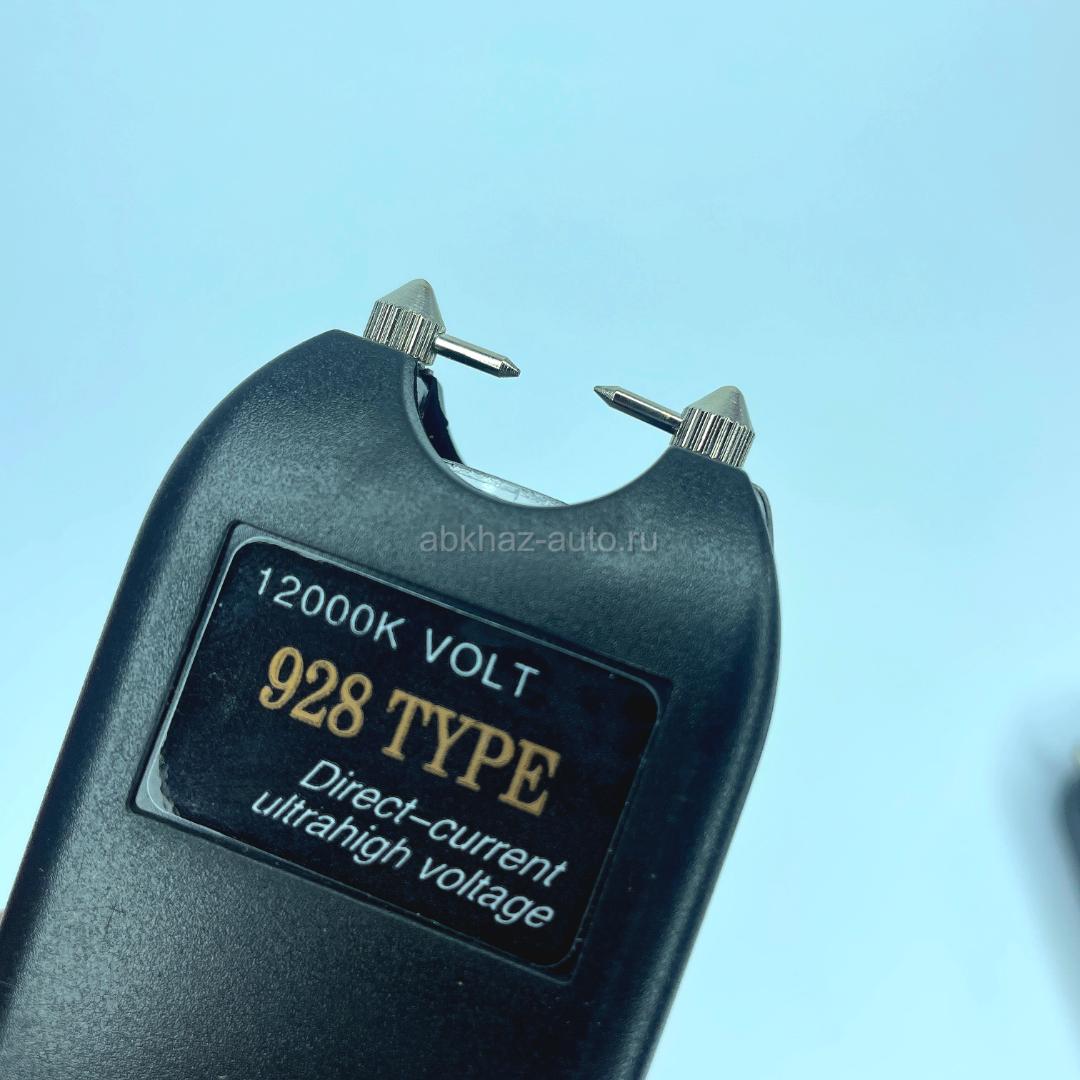 abkhaz-auto.ru
12000K VOLT
928 TYPE
Direct-current
ultrahigh voltage